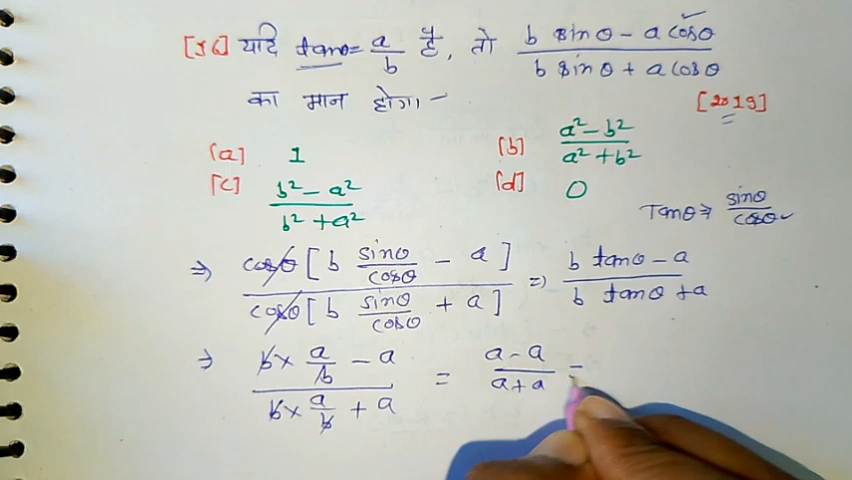 [56] यदि tanθ = a/b है, तो (b sinθ - a cosθ)/(b sinθ + a cosθ)
का मान होगा -
[2019]
[a] 1 [b] (a² - b²)/(a² + b²)
[c] (b² - a²)/(b² + a²) [d] 0
Tanθ ⇒ sinθ/cosθ
⇒ cosθ[b sinθ/cosθ - a]/cosθ[b sinθ/cosθ + a] ⇒ (b tanθ - a)/(b tanθ + a)
⇒ (b × a/b - a)/(b × a/b + a) = (a - a)/(a + a) =